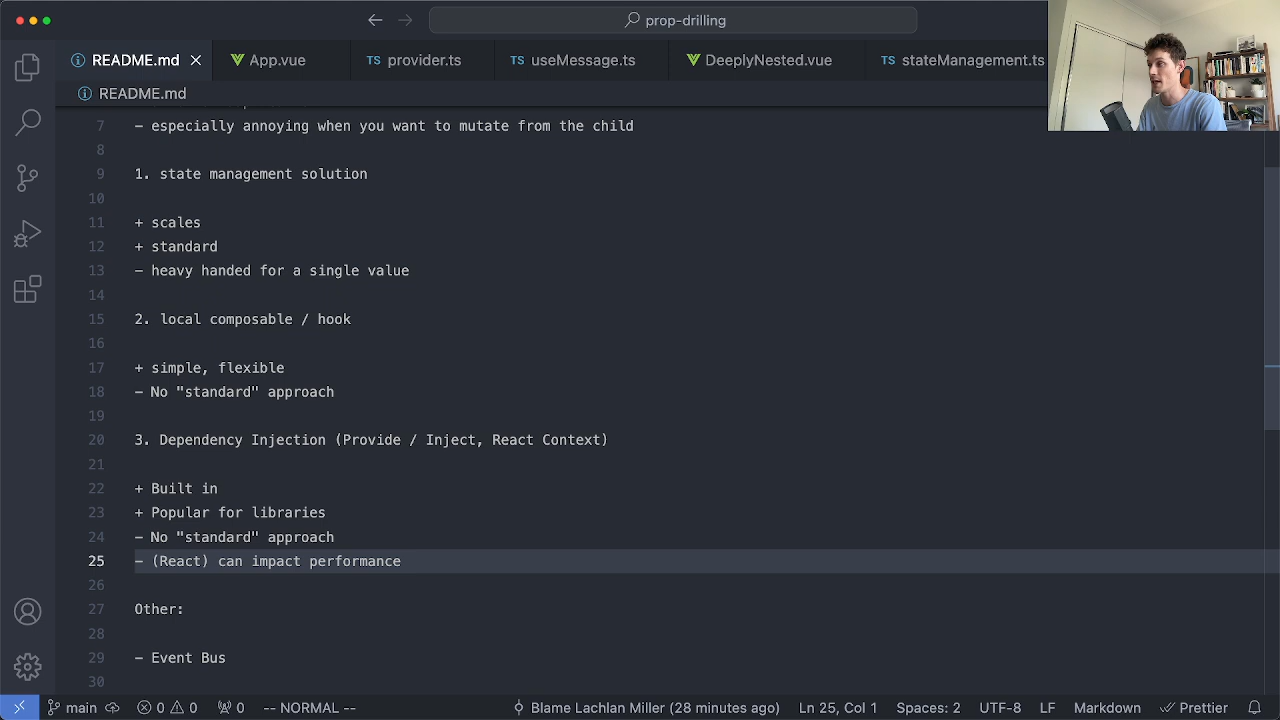 prop-drilling
README.md
App.vue
TS provider.ts
TS useMessage.ts
DeeplyNested.vue
TS stateManagement.ts
README.md
7 - especially annoying when you want to mutate from the child
8
9 1. state management solution
10
11 + scales
12 + standard
13 - heavy handed for a single value
14
15 2. local composable / hook
16
17 + simple, flexible
18 - No "standard" approach
19
20 3. Dependency Injection (Provide / Inject, React Context)
21
22 + Built in
23 + Popular for libraries
24 - No "standard" approach
25 - (React) can impact performance
26
27 Other:
28
29 - Event Bus
30
main 0 0 0 -- NORMAL -- Blame Lachlan Miller (28 minutes ago) Ln 25, Col 1 Spaces: 2 UTF-8 LF Markdown Prettier